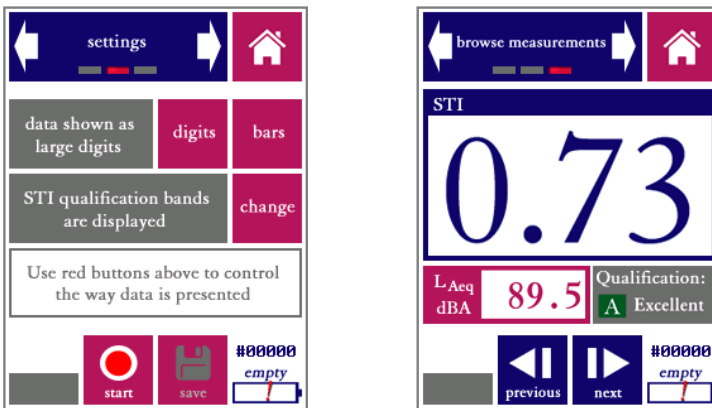 settings
data shown as
large digits
digits
bars
STI qualification bands
are displayed
change
Use red buttons above to control
the way data is presented
start
save
#00000
empty
browse measurements
STI
0.73
LAeq
dBA
89.5
Qualification:
A Excellent
previous
next
#00000
empty